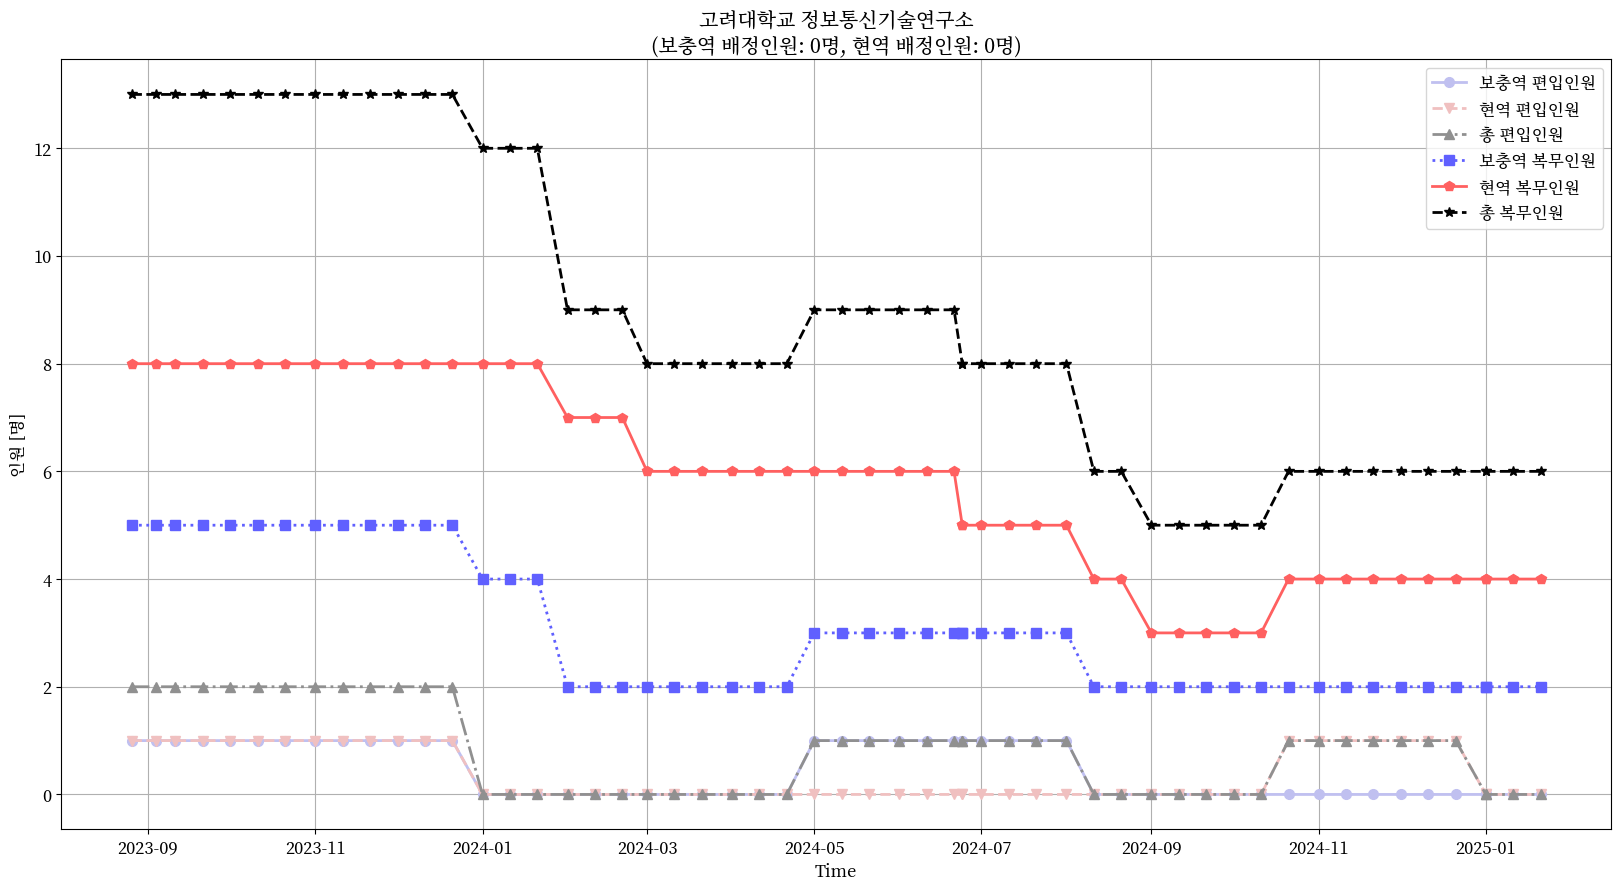 고려대학교 정보통신기술연구소
(보충역 배정인원: 0명, 현역 배정인원: 0명)
보충역 편입인원
현역 편입인원
총 편입인원
보충역 복무인원
현역 복무인원
총 복무인원
인원 [명]
12
10
8
6
4
2
0
2023-09
2023-11
2024-01
2024-03
2024-05
2024-07
2024-09
2024-11
2025-01
Time